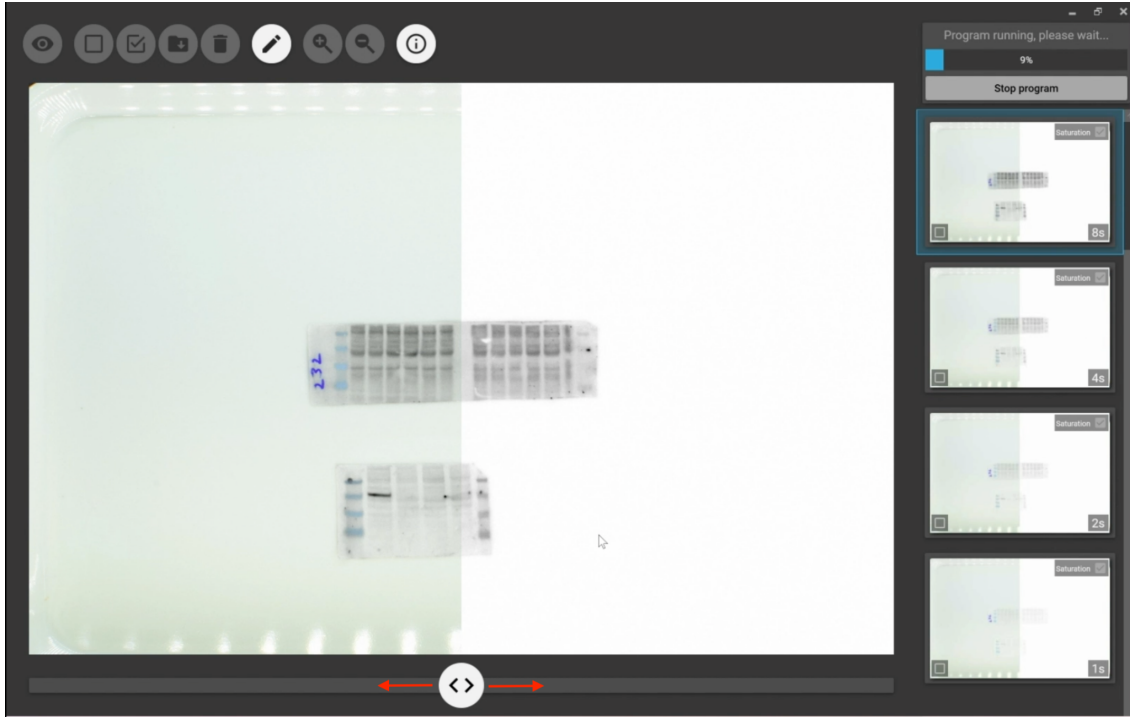 Program running, please wait...
9%
Stop program
Saturation
8s
Saturation
4s
Saturation
2s
Saturation
1s
232